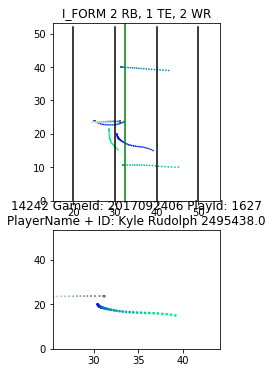 I_FORM 2 RB, 1 TE, 2 WR
50
40
30
20
10
0
20 30 40 50
14242 GameId: 2017092406 PlayId: 1627
PlayerName + ID: Kyle Rudolph 2495438.0
40
20
0
30 35 40